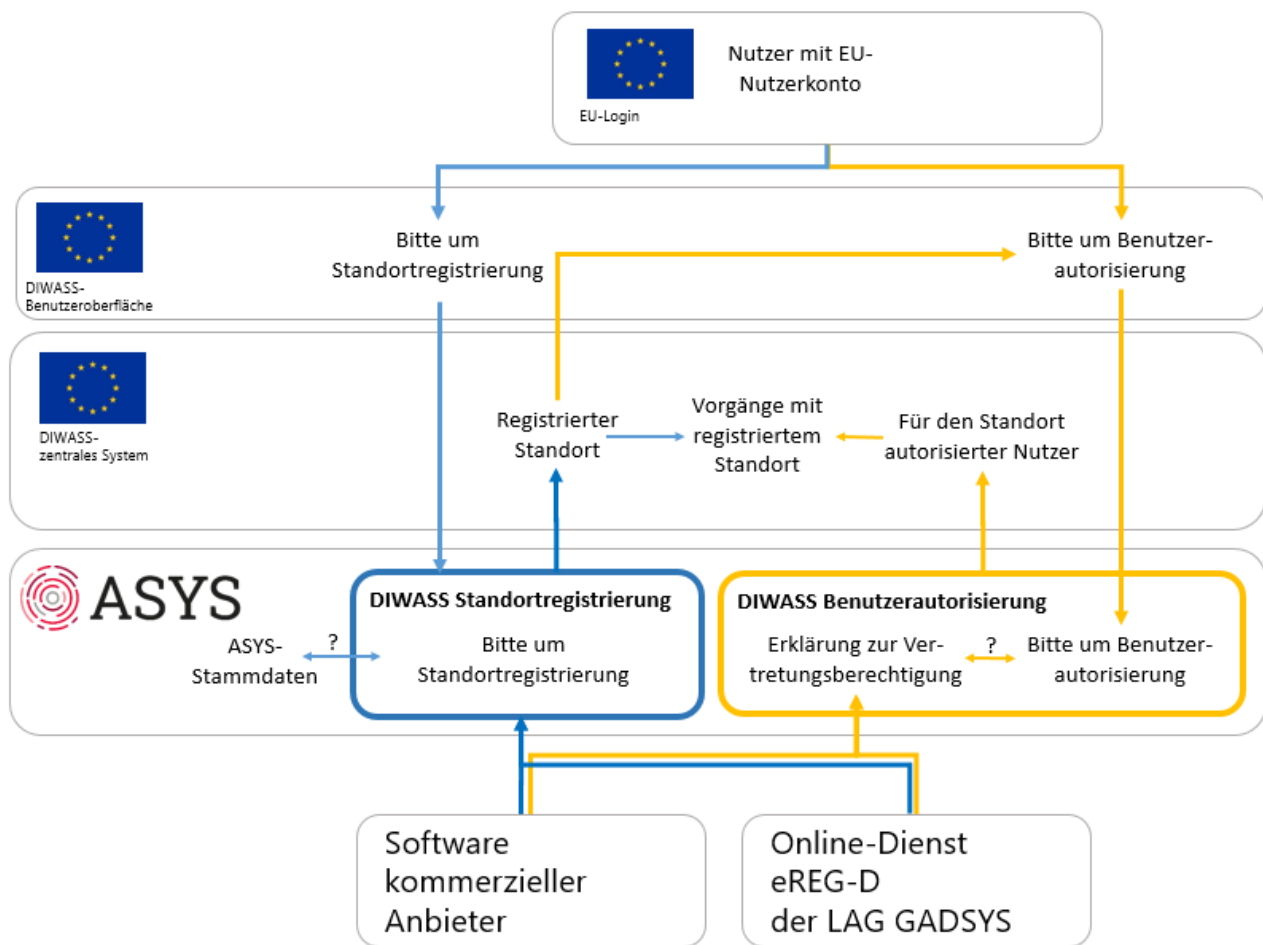 Nutzer mit EU-
Nutzerkonto
EU-Login
Bitte um
Standortregistrierung
Bitte um Benutzer-
autorisierung
DIWASS-
Benutzeroberfläche
DIWASS-
zentrales System
Registrierter
Standort
Vorgänge mit
registriertem
Standort
Für den Standort
autorisierter Nutzer
ASYS
ASYS-
Stammdaten
?
DIWASS Standortregistrierung
Bitte um
Standortregistrierung
DIWASS Benutzerautorisierung
Erklärung zur Ver-
tretungsberechtigung
?
Bitte um Benutzer-
autorisierung
Software
kommerzieller
Anbieter
Online-Dienst
eREG-D
der LAG GADSYS